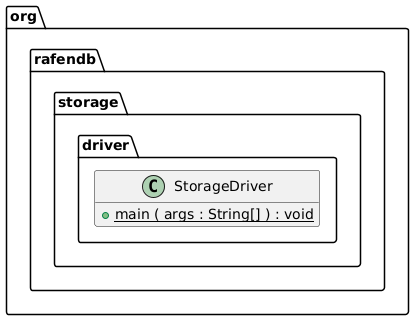 org
rafendb
storage
driver
C StorageDriver
main ( args : String[] ) : void